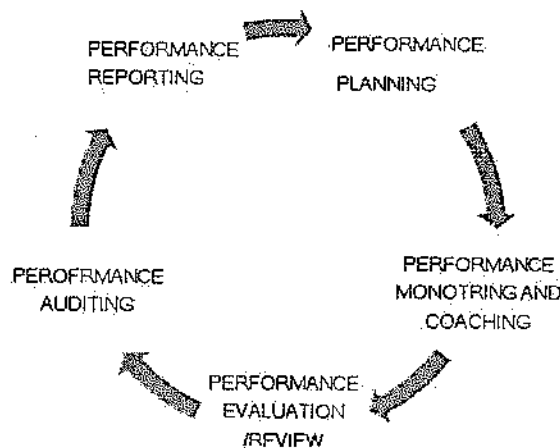 PERFORMANCE
REPORTING
PERFORMANCE
PLANNING
PERFORMANCE
MONOTRING AND
COACHING
PERFORMANCE
EVALUATION
/REVIEW
PEROFRMANCE
AUDITING